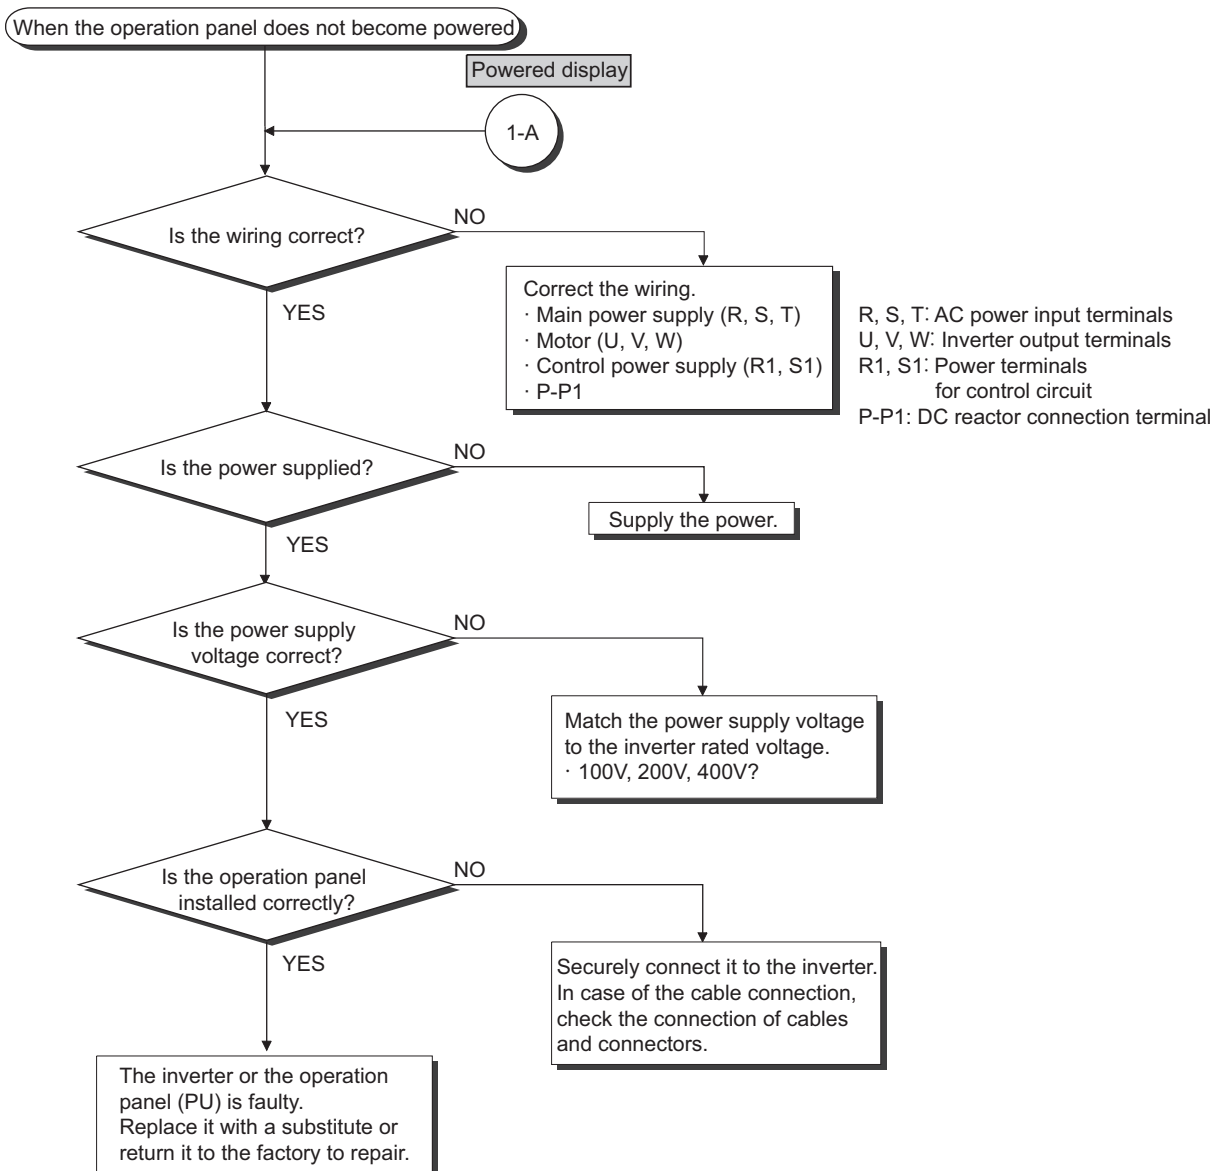 When the operation panel does not become powered
Powered display
1-A
Is the wiring correct?
NO
YES
Correct the wiring.
· Main power supply (R, S, T)
· Motor (U, V, W)
· Control power supply (R1, S1)
· P-P1
R, S, T: AC power input terminals
U, V, W: Inverter output terminals
R1, S1: Power terminals
for control circuit
P-P1: DC reactor connection terminal
Is the power supplied?
NO
YES
Supply the power.
Is the power supply
voltage correct?
NO
YES
Match the power supply voltage
to the inverter rated voltage.
· 100V, 200V, 400V?
Is the operation panel
installed correctly?
NO
YES
Securely connect it to the inverter.
In case of the cable connection,
check the connection of cables
and connectors.
The inverter or the operation
panel (PU) is faulty.
Replace it with a substitute or
return it to the factory to repair.